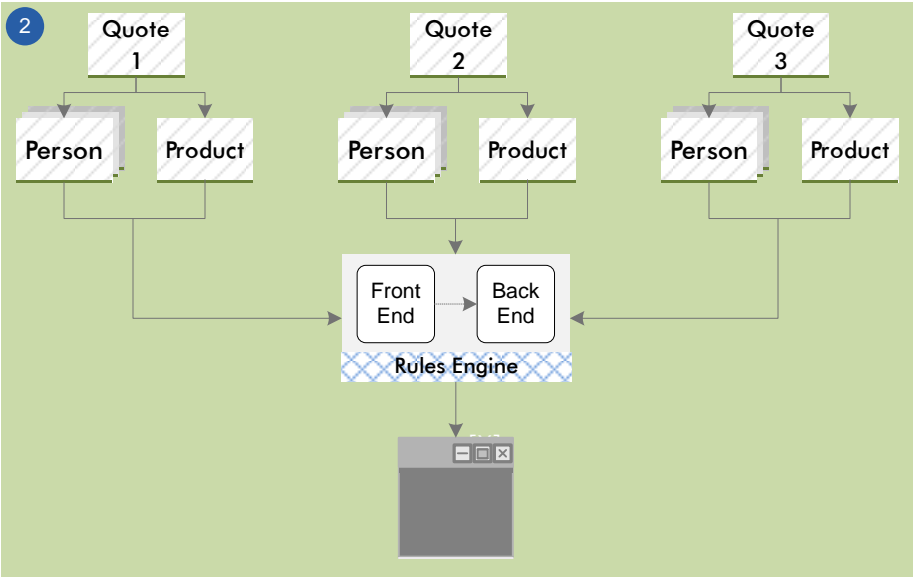 2
Quote
1
Quote
2
Quote
3
Person
Product
Person
Product
Person
Product
Front
End
Back
End
Rules Engine